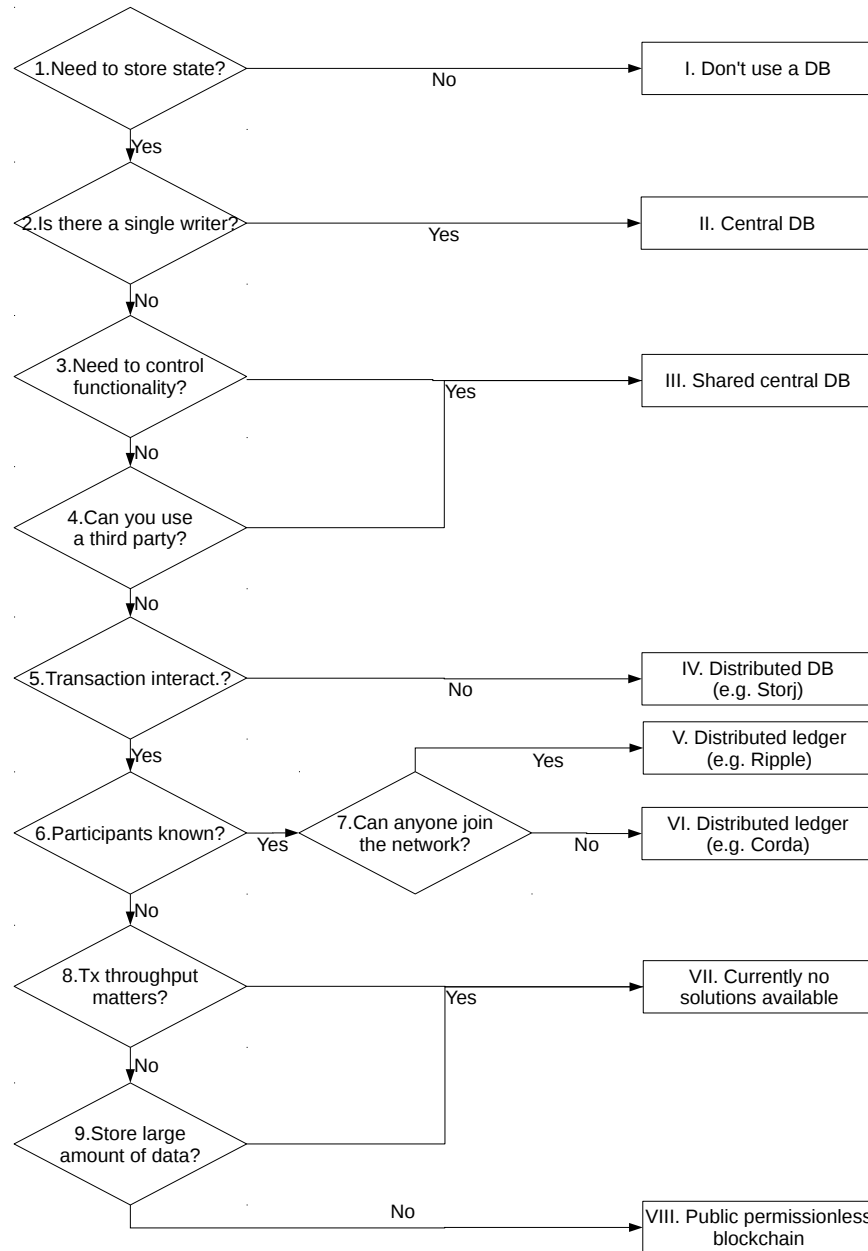 1.Need to store state?
No
I. Don't use a DB
Yes
2.Is there a single writer?
Yes
II. Central DB
No
3.Need to control
functionality?
Yes
III. Shared central DB
No
4.Can you use
a third party?
No
5.Transaction interact.?
No
IV. Distributed DB
(e.g. Storj)
Yes
V. Distributed ledger
(e.g. Ripple)
Yes
6.Participants known?
Yes
7.Can anyone join
the network?
No
VI. Distributed ledger
(e.g. Corda)
No
8.Tx throughput
matters?
Yes
VII. Currently no
solutions available
No
9.Store large
amount of data?
No
VIII. Public permissionless
blockchain